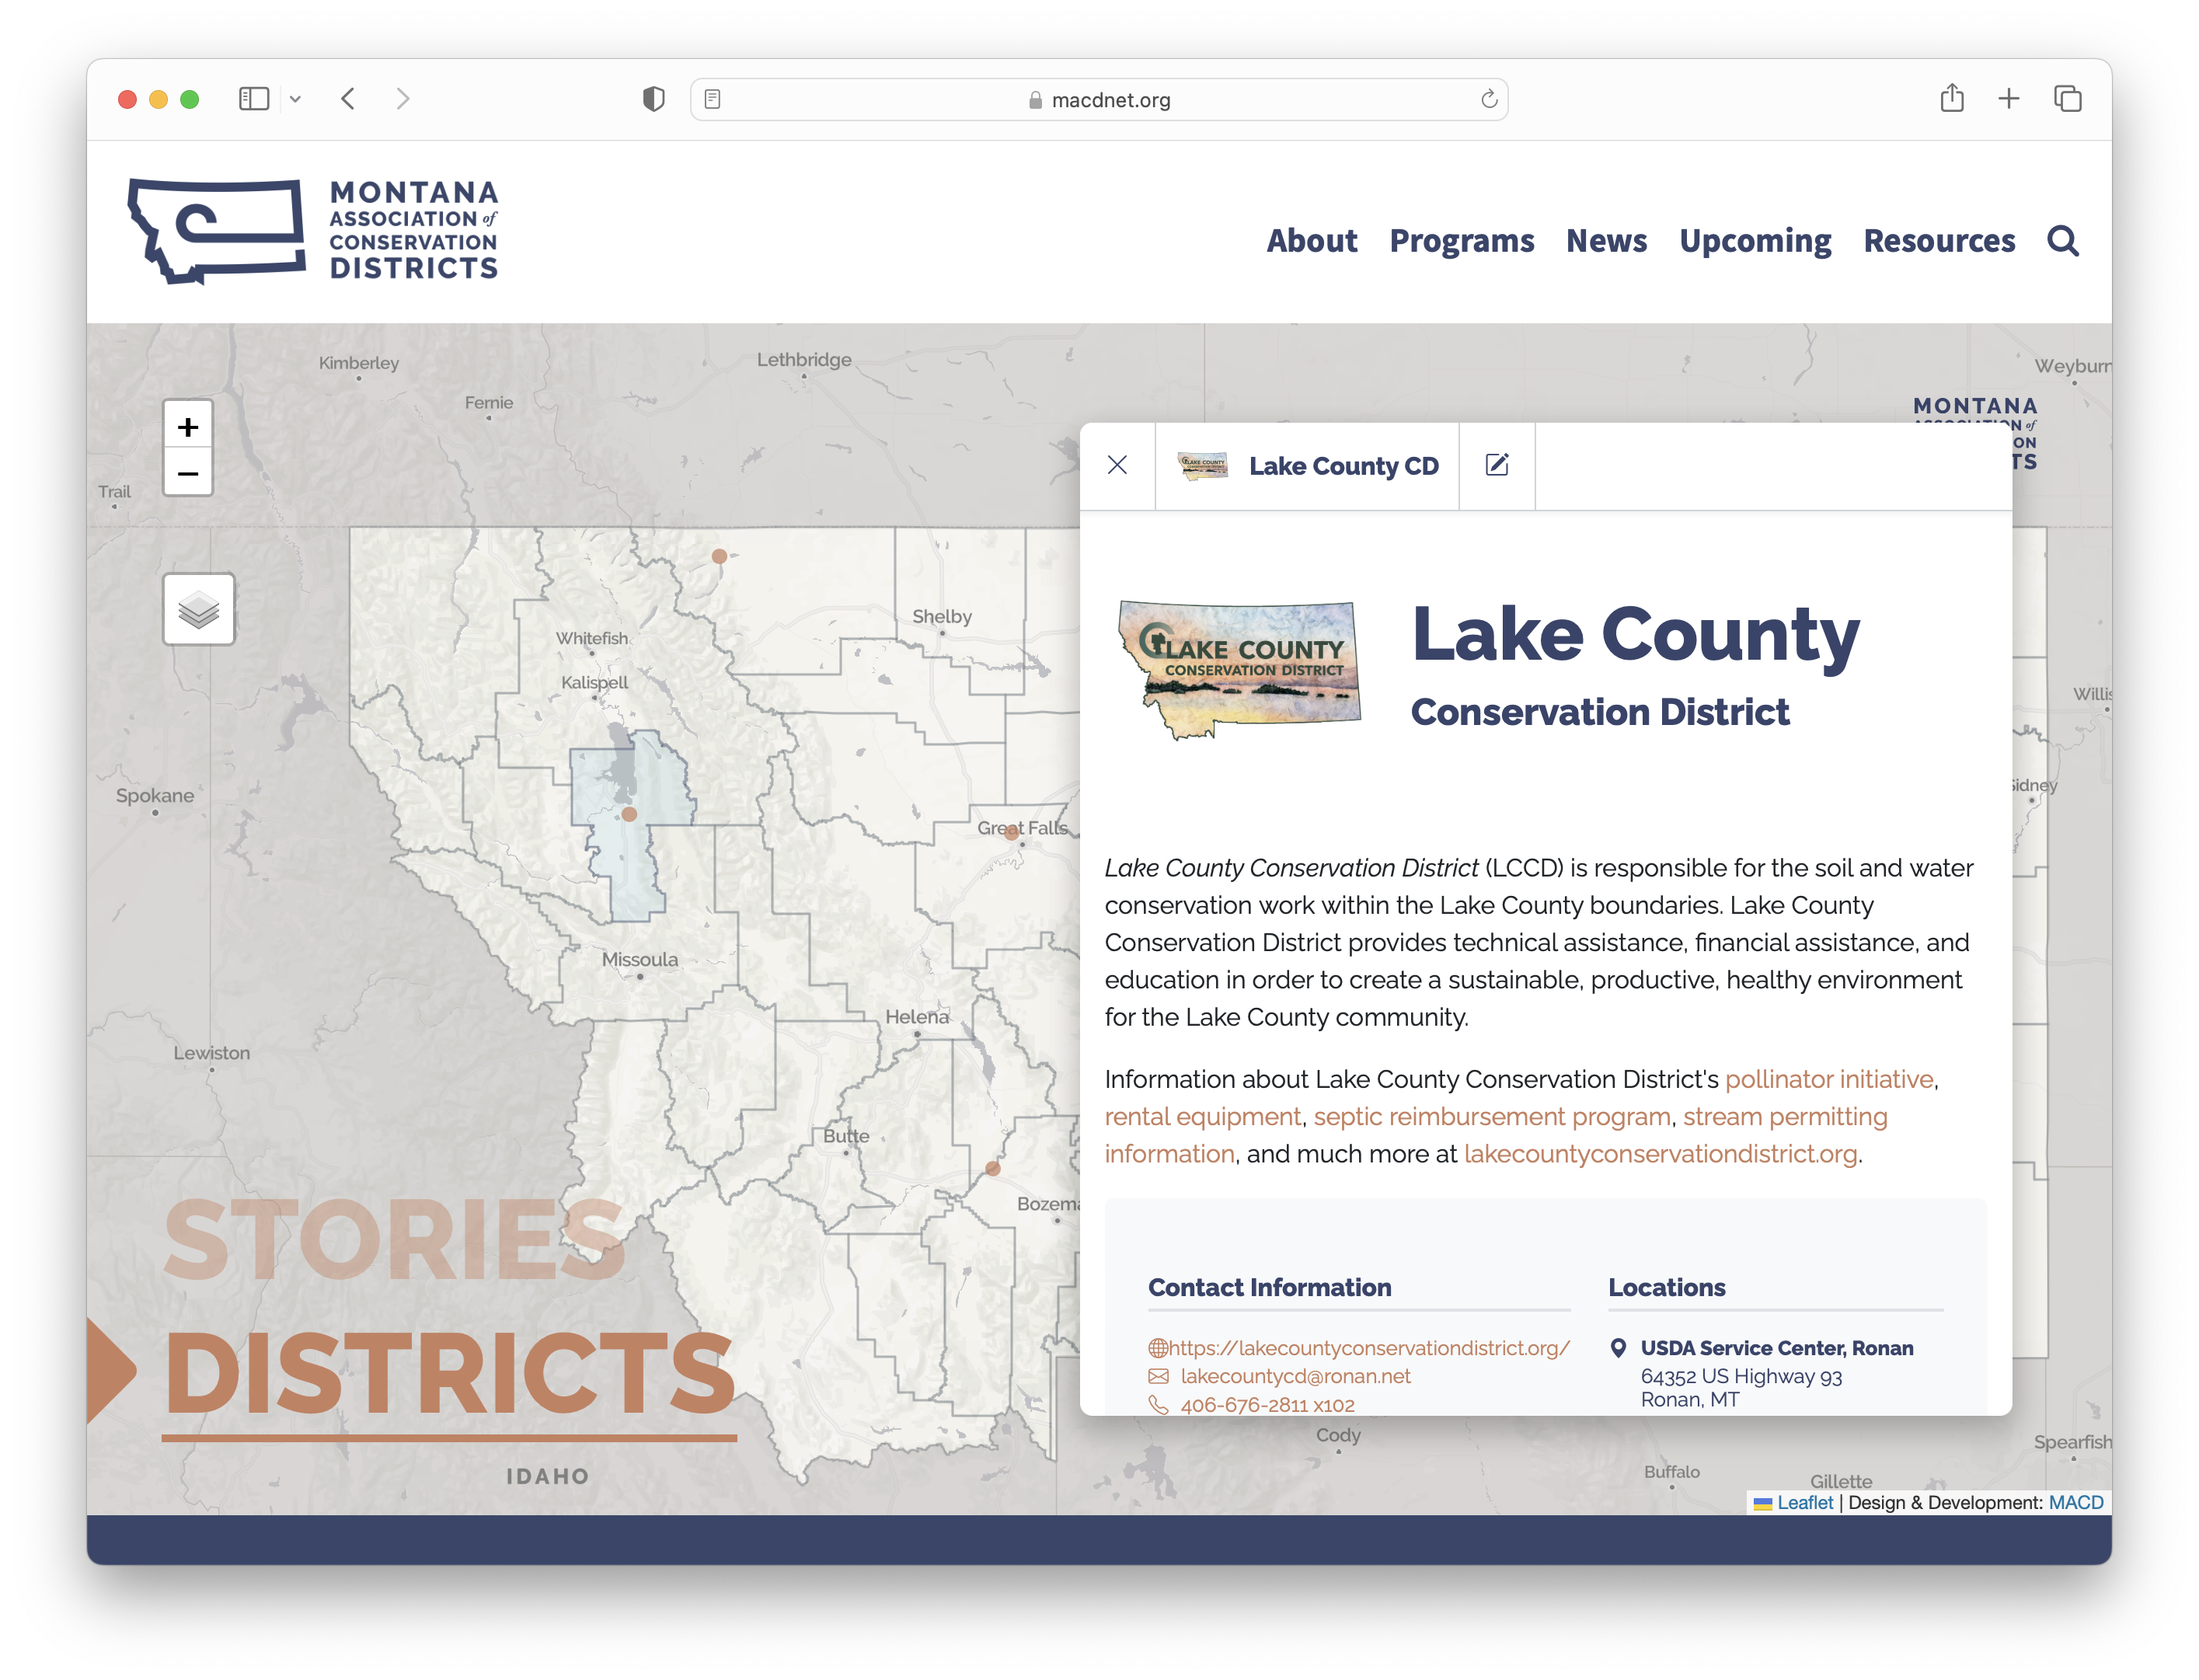 macdnet.org
MONTANA
ASSOCIATION of
CONSERVATION
DISTRICTS
About Programs News Upcoming Resources
Kimberley
Lethbridge
Weyburn
Fernie
MONTANA
of
ON
TS
+
−
Trail
Lake County CD
Shelby
Whitefish
Kalispell
LAKE COUNTY
CONSERVATION DISTRICT
Lake County
Conservation District
Willis
Sidney
Spokane
Great Falls
Lake County Conservation District (LCCD) is responsible for the soil and water
conservation work within the Lake County boundaries. Lake County
Conservation District provides technical assistance, financial assistance, and
education in order to create a sustainable, productive, healthy environment
for the Lake County community.
Missoula
Helena
Lewiston
Information about Lake County Conservation District's pollinator initiative,
rental equipment, septic reimbursement program, stream permitting
information, and much more at lakecountyconservationdistrict.org.
Butte
Bozema
STORIES
DISTRICTS
Contact Information
https://lakecountyconservationdistrict.org/
lakecountycd@ronan.net
406-676-2811 x102
Locations
USDA Service Center, Ronan
64352 US Highway 93
Ronan, MT
Cody
Spearfish
IDAHO
Buffalo
Gillette
Leaflet | Design & Development: MACD